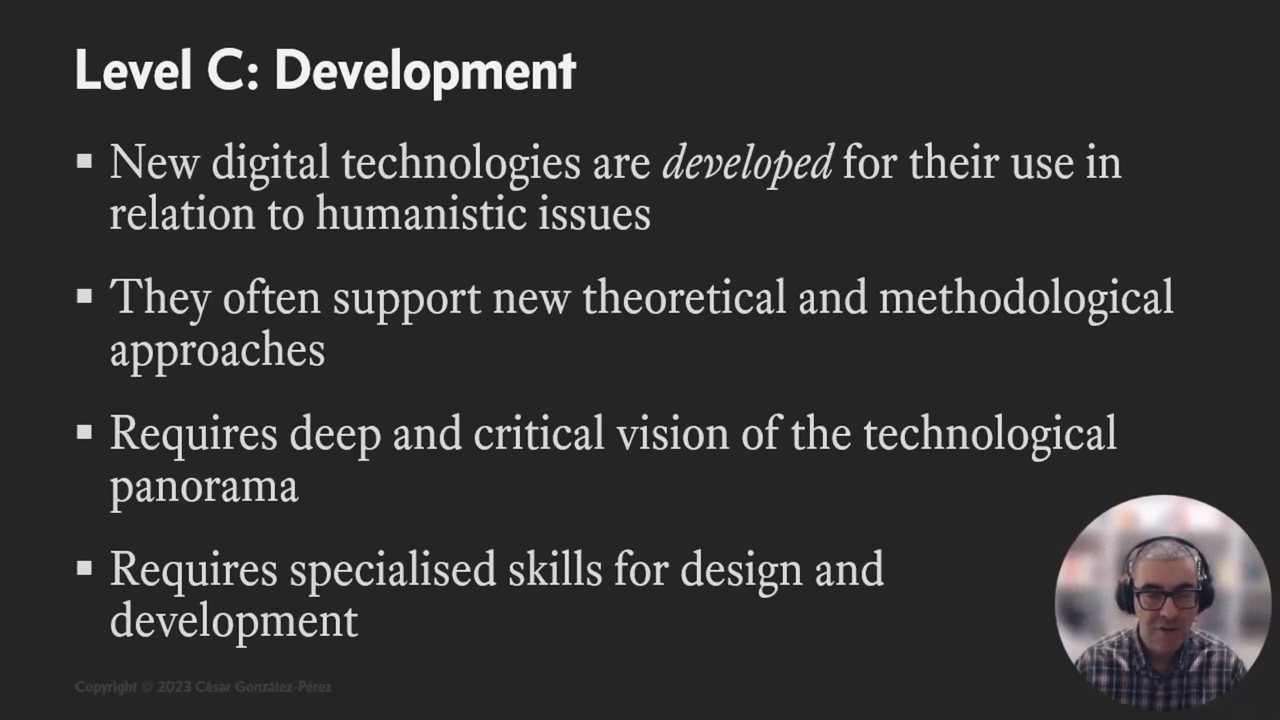 Level C: Development
▪ New digital technologies are developed for their use in
relation to humanistic issues
▪ They often support new theoretical and methodological
approaches
▪ Requires deep and critical vision of the technological
panorama
▪ Requires specialised skills for design and
development
Copyright © 2023 César González-Pérez